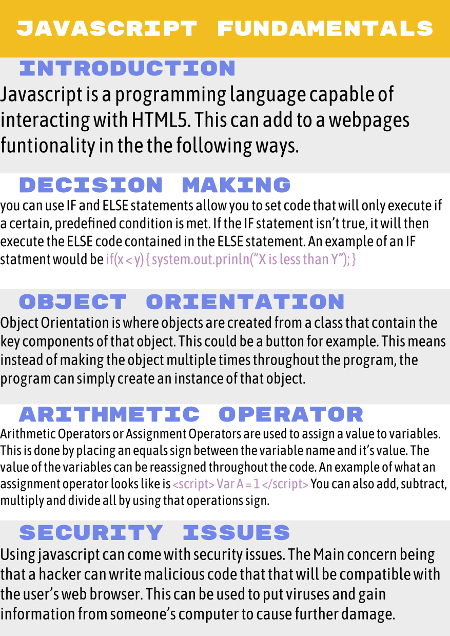 JAVASCRIPT FUNDAMENTALS
INTRODUCTION
Javascript is a programming language capable of
interacting with HTML5. This can add to a webpages
funtionality in the the following ways.
DECISION MAKING
you can use IF and ELSE statements allow you to set code that will only execute if
a certain, predefined condition is met. If the IF statement isn't true, it will then
execute the ELSE code contained in the ELSE statement. An example of an IF
statment would be if(x < y) { system.out.prinln("X is less than Y"); }
OBJECT ORIENTATION
Object Orientation is where objects are created from a class that contain the
key components of that object. This could be a button for example. This means
instead of making the object multiple times throughout the program, the
program can simply create an instance of that object.
ARITHMETIC OPERATOR
Arithmetic Operators or Assignment Operators are used to assign a value to variables.
This is done by placing an equals sign between the variable name and it's value. The
value of the variables can be reassigned throughout the code. An example of what an
assignment operator looks like is <script> Var A = 1 </script> You can also add, subtract,
multiply and divide all by using that operations sign.
SECURITY ISSUES
Using javascript can come with security issues. The Main concern being
that a hacker can write malicious code that that will be compatible with
the user's web browser. This can be used to put viruses and gain
information from someone's computer to cause further damage.